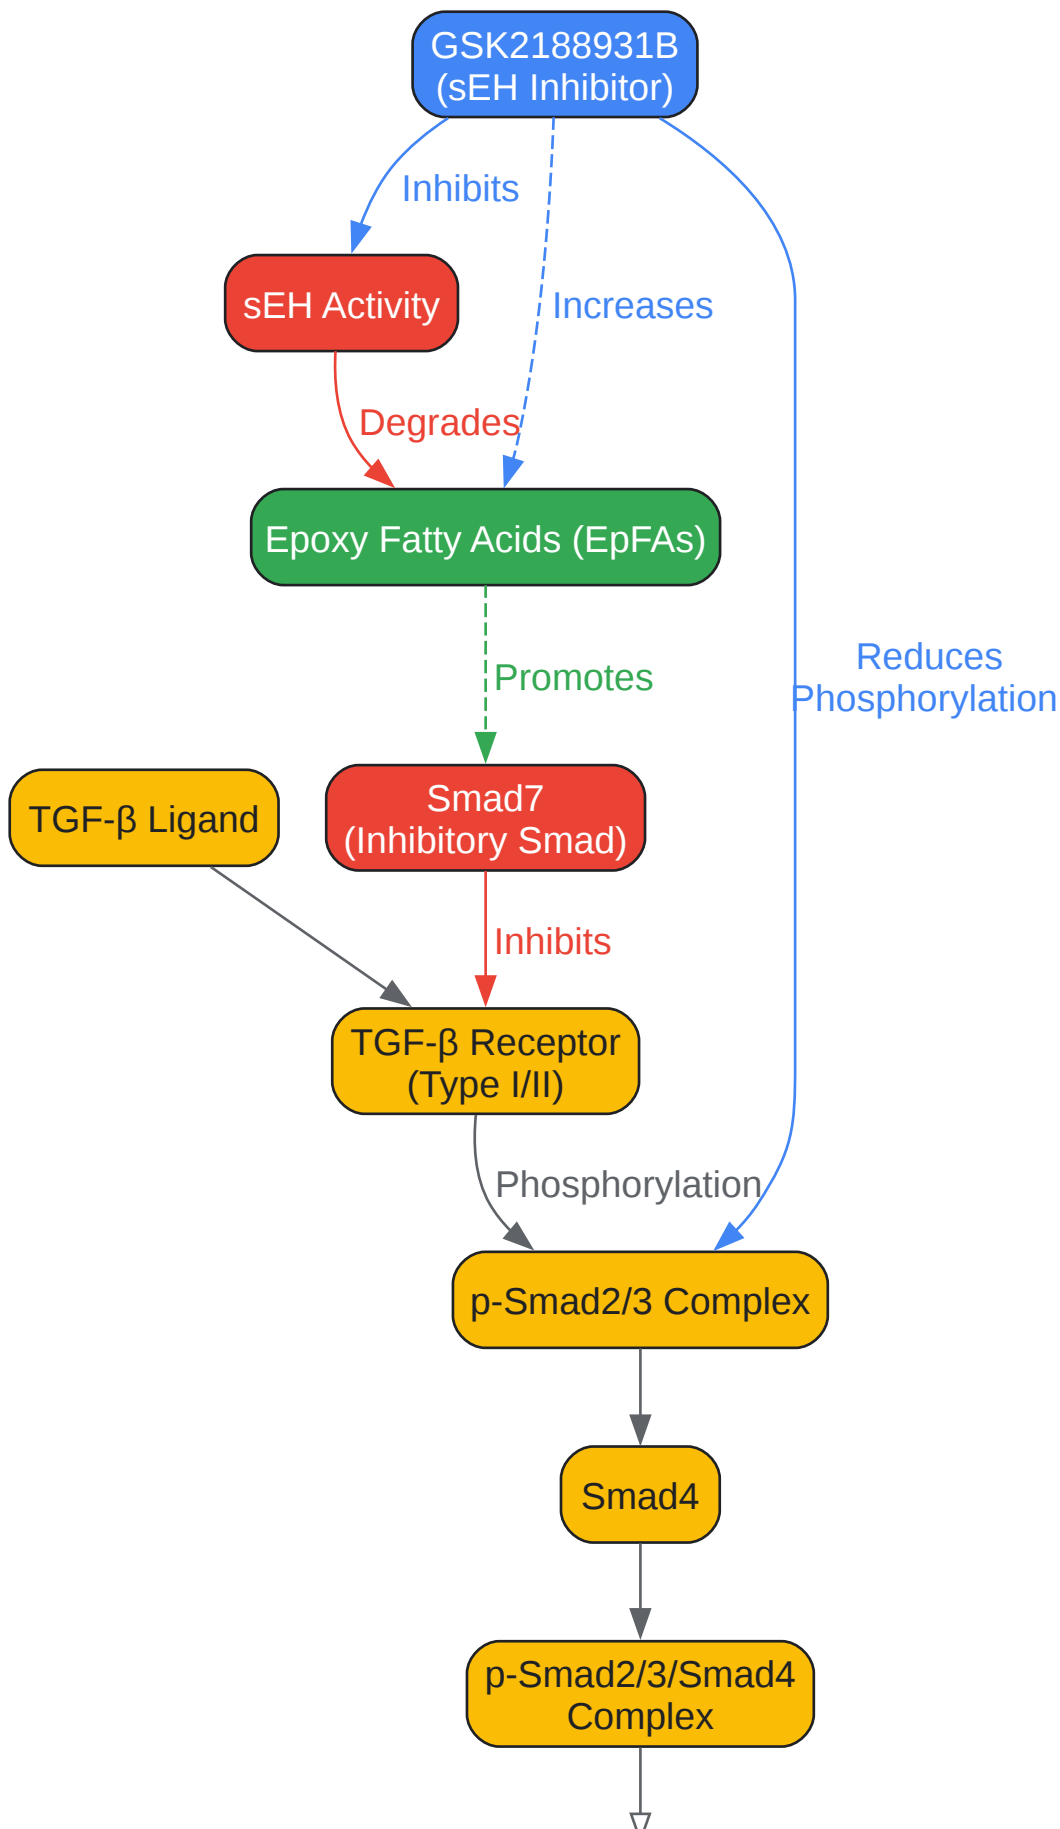 GSK2188931B
(sEH Inhibitor)
Inhibits
sEH Activity
Increases
Degrades
Epoxy Fatty Acids (EpFAs)
Reduces
Phosphorylation
Promotes
TGF-β Ligand
Smad7
(Inhibitory Smad)
Inhibits
TGF-β Receptor
(Type I/II)
Phosphorylation
p-Smad2/3 Complex
Smad4
p-Smad2/3/Smad4
Complex